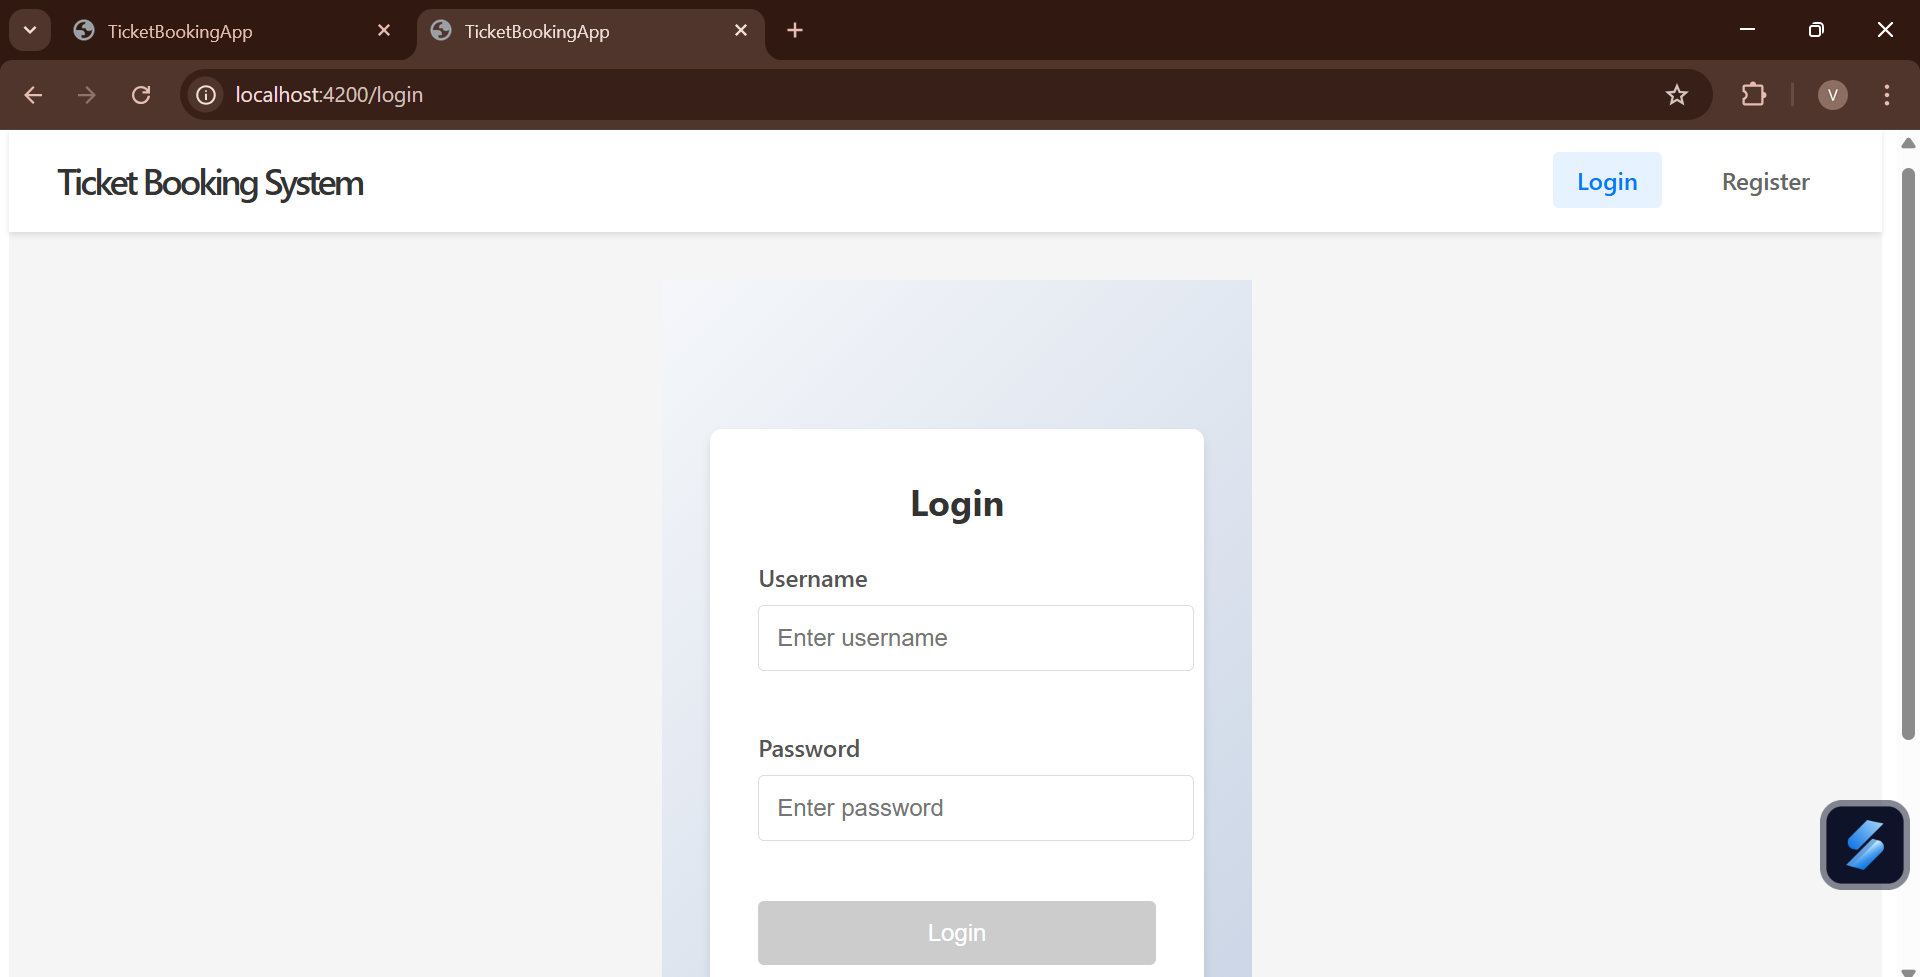 TicketBookingApp
TicketBookingApp
localhost:4200/login
V
Ticket Booking System
Login
Register
Login
Username
Enter username
Password
Enter password
Login